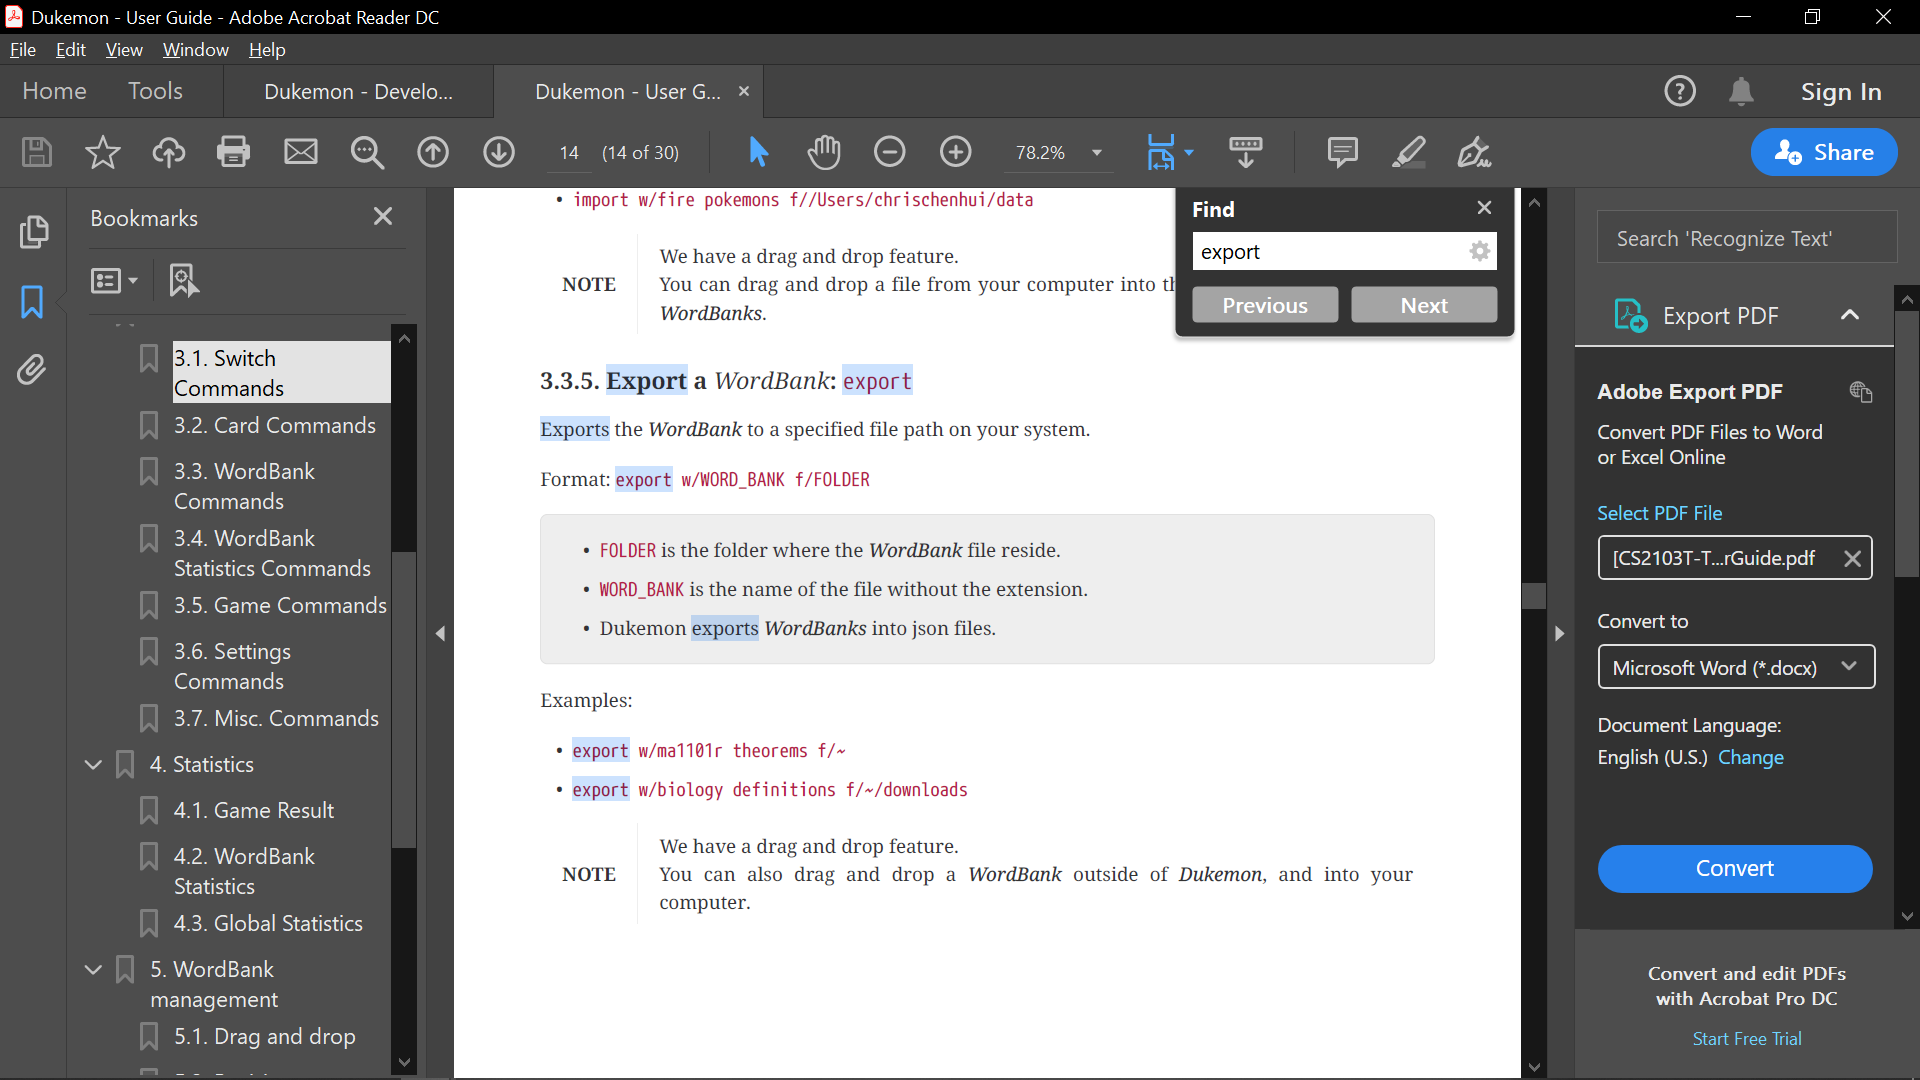 Dukemon - User Guide - Adobe Acrobat Reader DC
File Edit View Window Help
Home Tools Dukemon - Develo... Dukemon - User G... × Sign In
14 (14 of 30) 78.2% Share
Bookmarks
3.1. Switch
Commands
3.2. Card Commands
3.3. WordBank
Commands
3.4. WordBank
Statistics Commands
3.5. Game Commands
3.6. Settings
Commands
3.7. Misc. Commands
4. Statistics
4.1. Game Result
4.2. WordBank
Statistics
4.3. Global Statistics
5. WordBank
management
5.1. Drag and drop
• import w/fire pokemons f//Users/chrischenhui/data
NOTE
We have a drag and drop feature.
You can drag and drop a file from your computer into
WordBanks.
3.3.5. Export a WordBank: export
Exports the WordBank to a specified file path on your system.
Format: export w/WORD_BANK f/FOLDER
• FOLDER is the folder where the WordBank file reside.
• WORD_BANK is the name of the file without the extension.
• Dukemon exports WordBanks into json files.
Examples:
• export w/ma1101r theorems f/~
• export w/biology definitions f/~/downloads
NOTE
We have a drag and drop feature.
You can also drag and drop a WordBank outside of Dukemon, and into your
computer.
Find
export
Previous Next
Search 'Recognize Text'
Export PDF
Adobe Export PDF
Convert PDF Files to Word
or Excel Online
Select PDF File
[CS2103T-T...rGuide.pdf
Convert to
Microsoft Word (*.docx)
Document Language:
English (U.S.) Change
Convert
Convert and edit PDFs
with Acrobat Pro DC
Start Free Trial